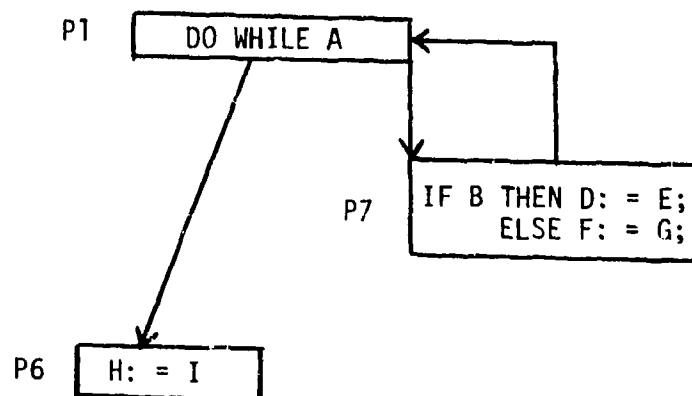 P1 DO WHILE A
P7 IF B THEN D: = E;
ELSE F: = G;
P6 H: = I